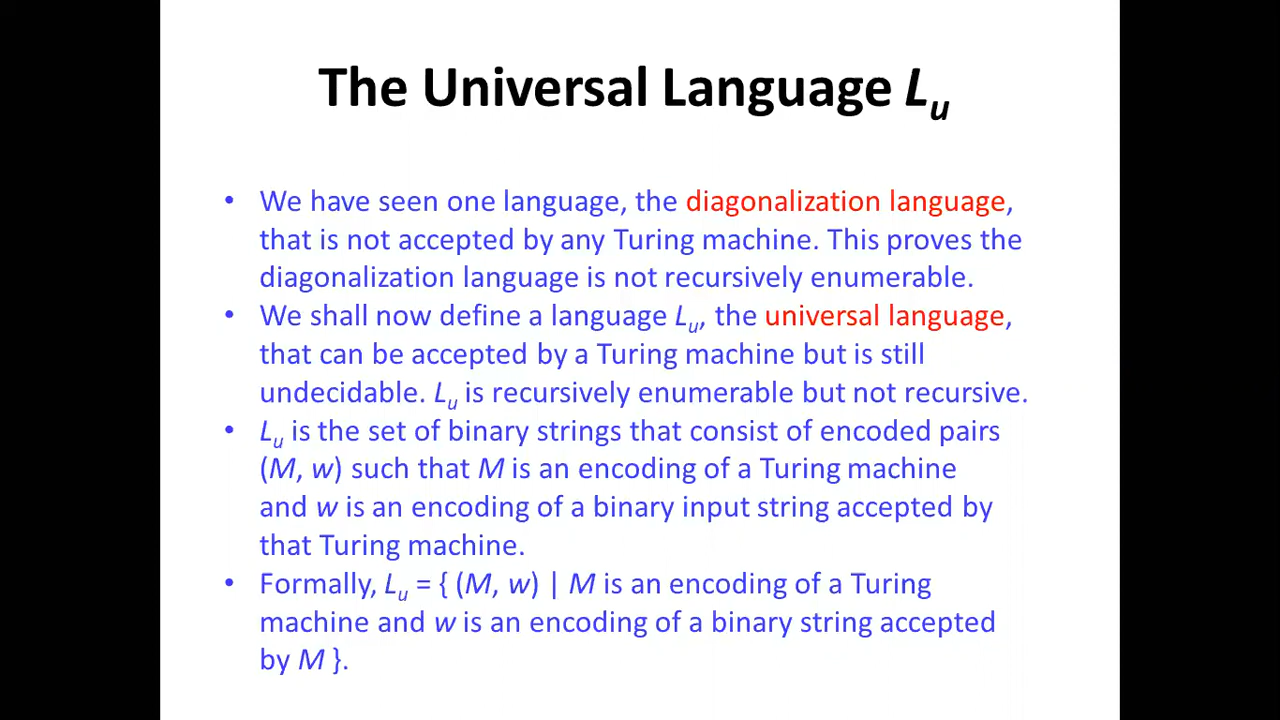 The Universal Language Lu
• We have seen one language, the diagonalization language,
that is not accepted by any Turing machine. This proves the
diagonalization language is not recursively enumerable.
• We shall now define a language Lu, the universal language,
that can be accepted by a Turing machine but is still
undecidable. Lu is recursively enumerable but not recursive.
• Lu is the set of binary strings that consist of encoded pairs
(M, w) such that M is an encoding of a Turing machine
and w is an encoding of a binary input string accepted by
that Turing machine.
• Formally, Lu = { (M, w) | M is an encoding of a Turing
machine and w is an encoding of a binary string accepted
by M }.